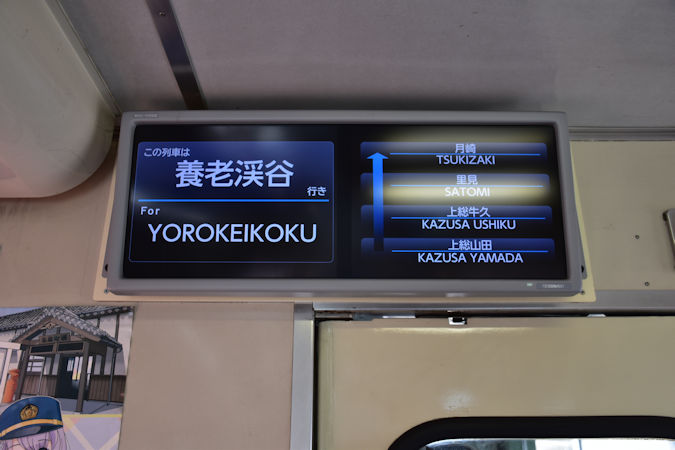 この列車は
養老渓谷
行き
For
YOROKEIKOKU
月崎
TSUKIZAKI
里見
SATOMI
上総牛久
KAZUSA USHIKU
上総山田
KAZUSA YAMADA